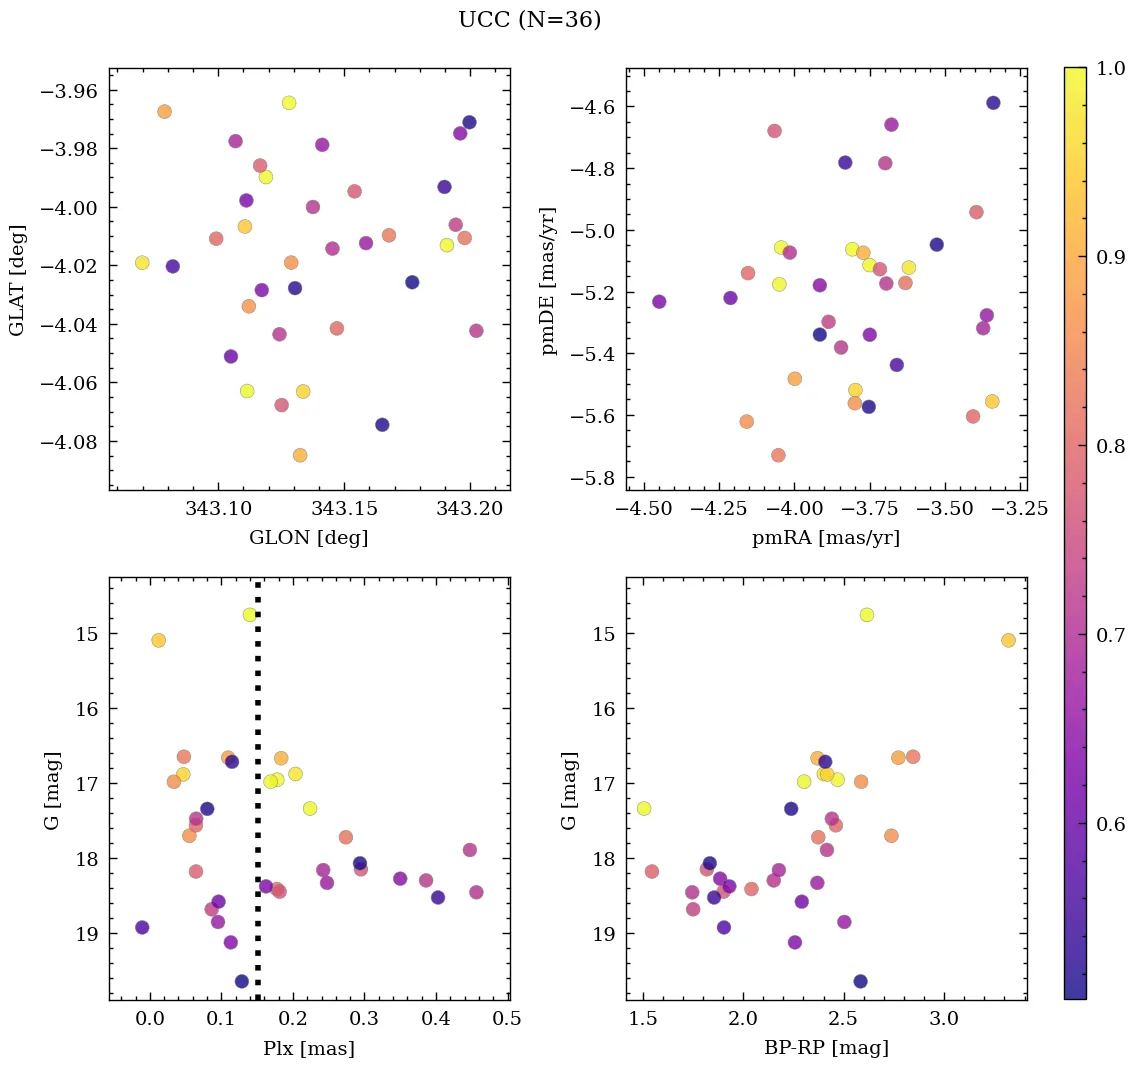 UCC (N=36)
−3.96
−3.98
−4.00
−4.02
−4.04
−4.06
−4.08
GLAT [deg]
343.10 343.15 343.20
GLON [deg]
−4.6
−4.8
−5.0
−5.2
−5.4
−5.6
−5.8
pmDE [mas/yr]
−4.50 −4.25 −4.00 −3.75 −3.50 −3.25
pmRA [mas/yr]
15
16
17
18
19
G [mag]
0.0 0.1 0.2 0.3 0.4 0.5
Plx [mas]
15
16
17
18
19
G [mag]
1.5 2.0 2.5 3.0
BP-RP [mag]
1.0
0.9
0.8
0.7
0.6